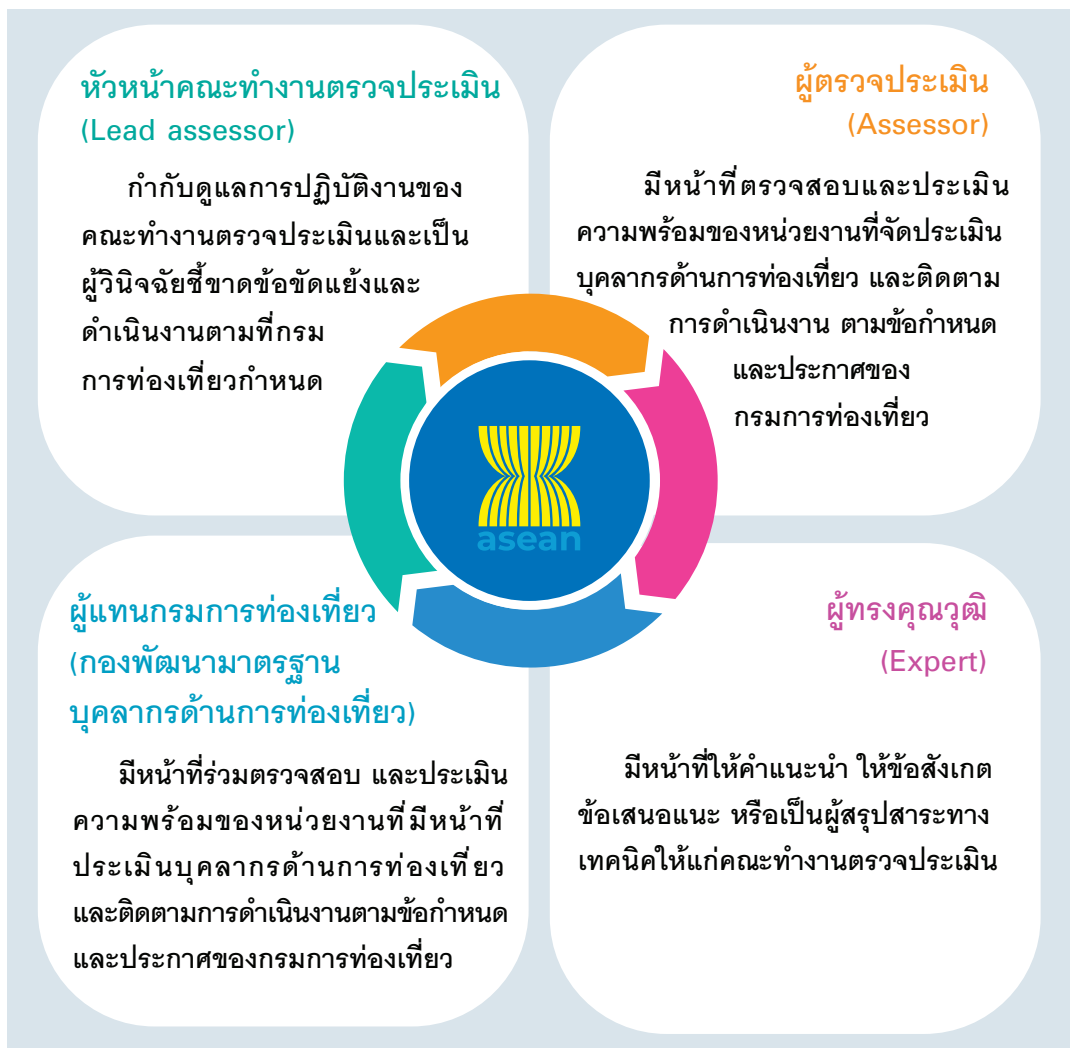 หัวหน้าคณะทำงานตรวจประเมิน
(Lead assessor)
กำกับดูแลการปฏิบัติงานของ
คณะทำงานตรวจประเมินและเป็น
ผู้วินิจฉัยชี้ขาดข้อขัดแย้งและ
ดำเนินงานตามที่กรม
การท่องเที่ยวกำหนด
ผู้ตรวจประเมิน
(Assessor)
มีหน้าที่ตรวจสอบและประเมิน
ความพร้อมของหน่วยงานที่จัดประเมิน
บุคลากรด้านการท่องเที่ยว และติดตาม
การดำเนินงาน ตามข้อกำหนด
และประกาศของ
กรมการท่องเที่ยว
asean
ผู้แทนกรมการท่องเที่ยว
(กองพัฒนามาตรฐาน
บุคลากรด้านการท่องเที่ยว)
มีหน้าที่ร่วมตรวจสอบ และประเมิน
ความพร้อมของหน่วยงานที่มีหน้าที่
ประเมินบุคลากรด้านการท่องเที่ยว
และติดตามการดำเนินงานตามข้อกำหนด
และประกาศของกรมการท่องเที่ยว
ผู้ทรงคุณวุฒิ
(Expert)
มีหน้าที่ให้คำแนะนำ ให้ข้อสังเกต
ข้อเสนอแนะ หรือเป็นผู้สรุปสาระทาง
เทคนิคให้แก่คณะทำงานตรวจประเมิน